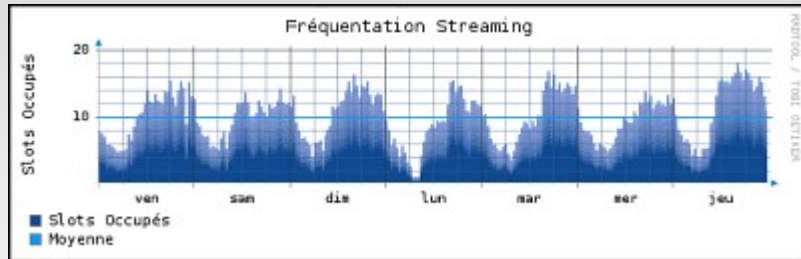 Fréquentation Streaming
Slots Occupés
20
10
ven sam dim lun mar mer jeu
Slots Occupés
Moyenne
RRDTOOL / TOBI OETIKER